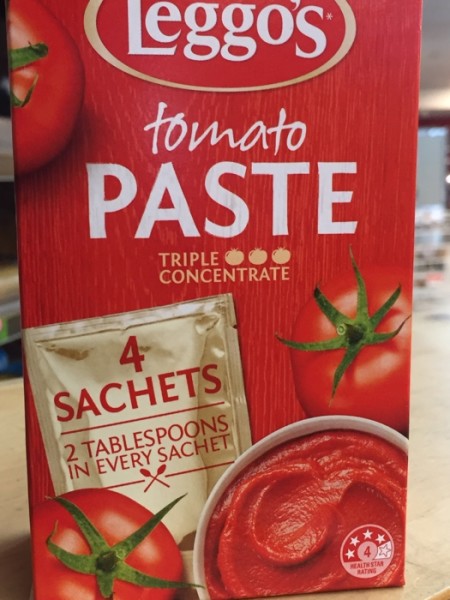 Leggo's
tomato
PASTE
TRIPLE
CONCENTRATE
4
SACHETS
2 TABLESPOONS
IN EVERY SACHET
4
HEALTH STAR
RATING